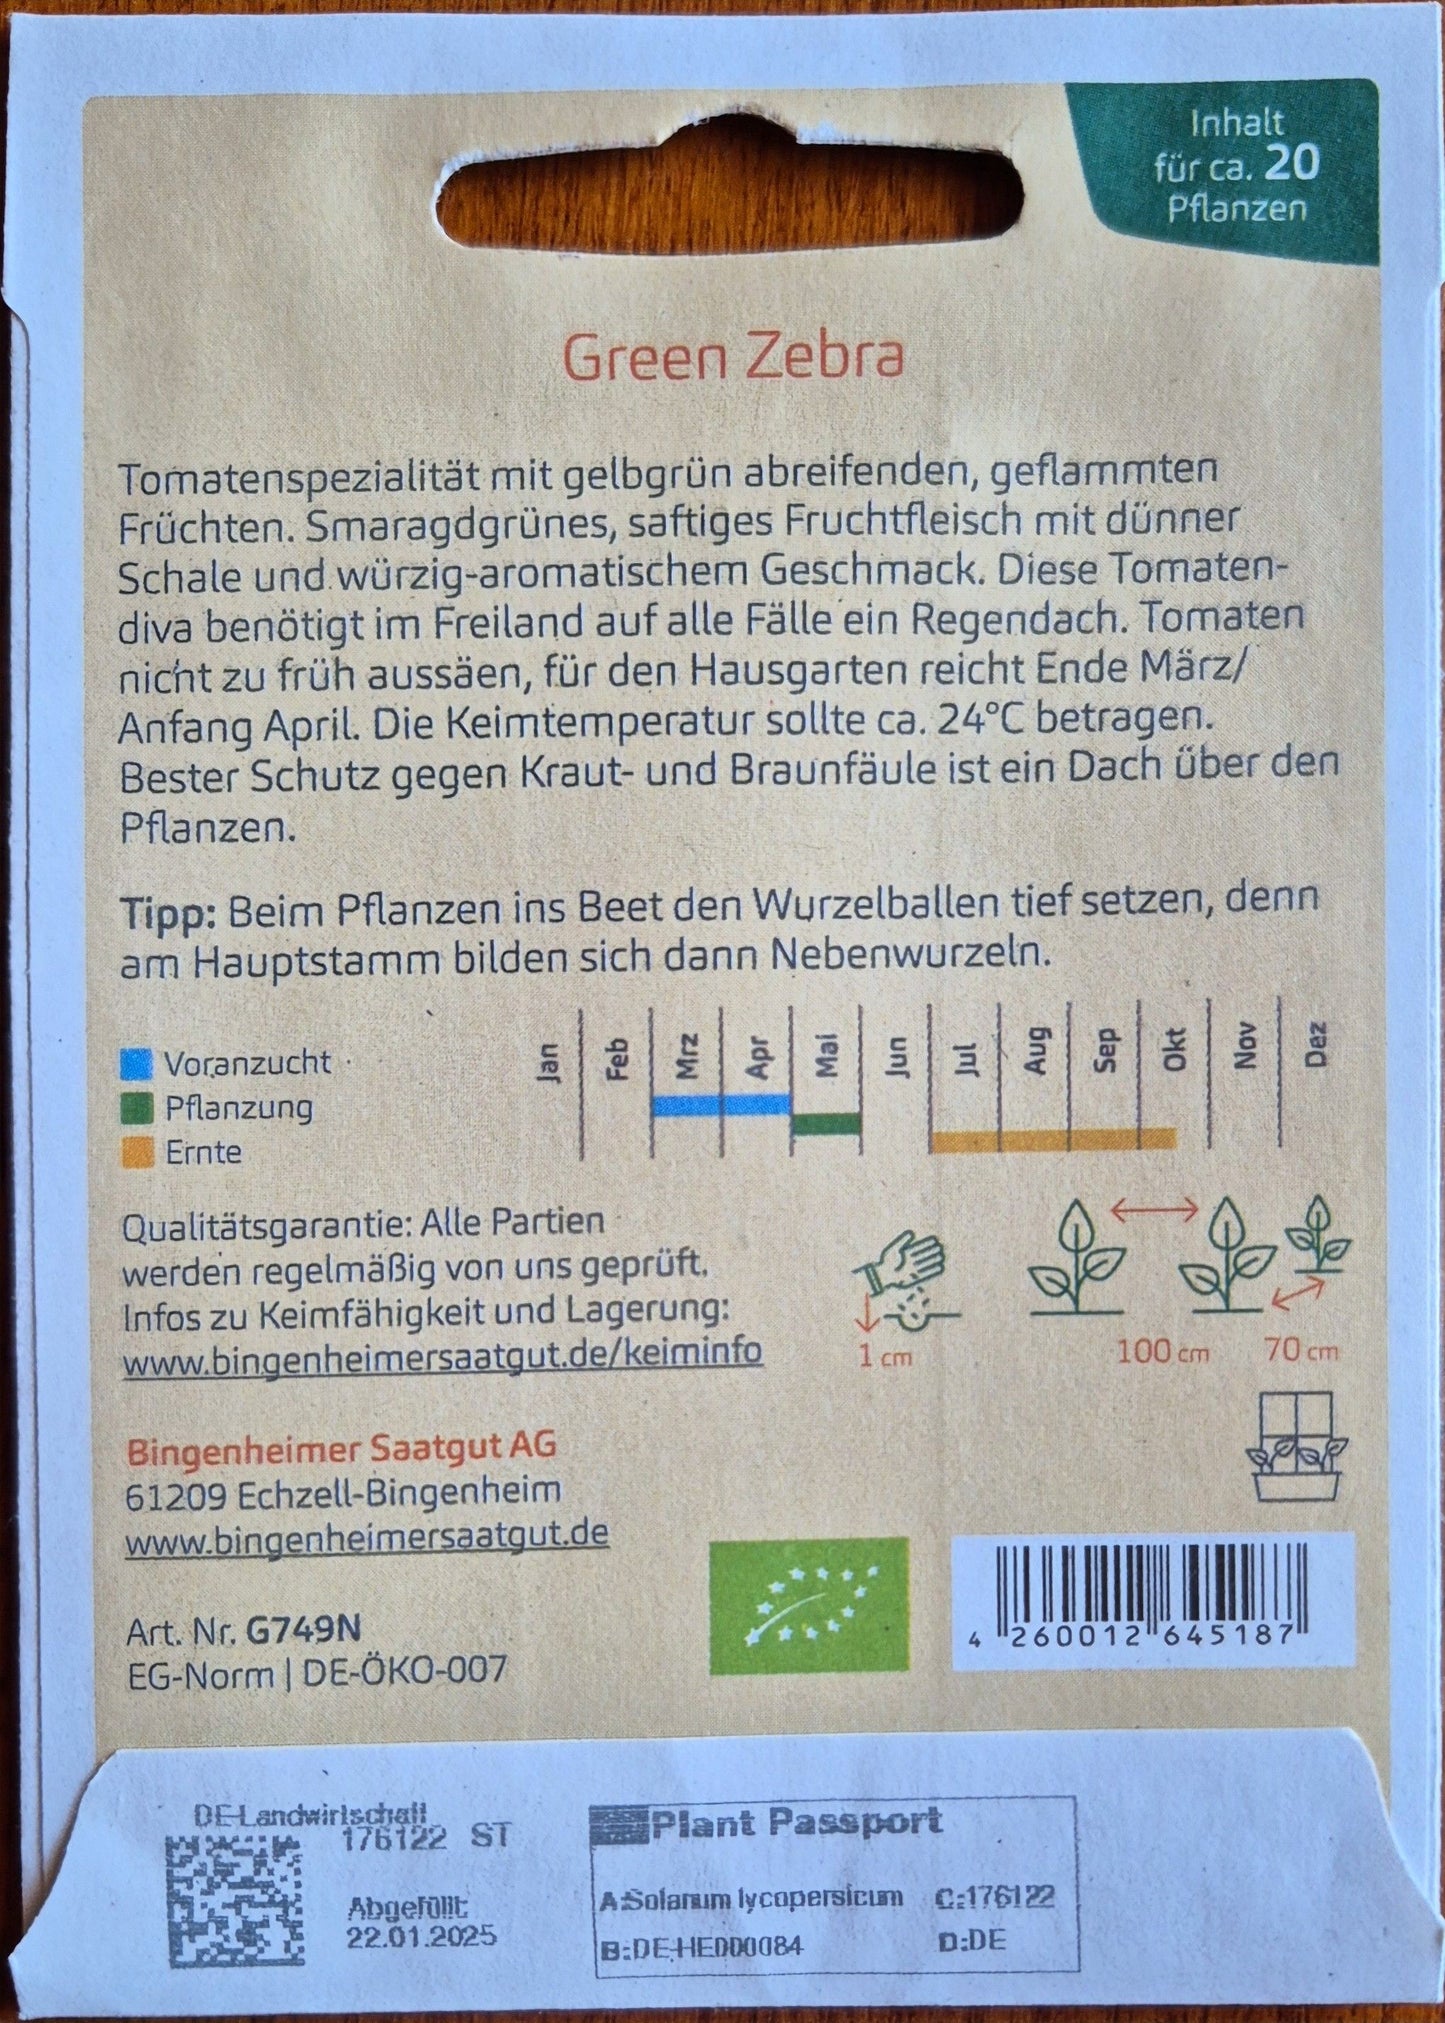 Inhalt
für ca. 20
Pflanzen
Green Zebra
Tomatenspezialität mit gelbgrün abreifenden, geflammten
Früchten. Smaragdgrünes, saftiges Fruchtfleisch mit dünner
Schale und würzig-aromatischem Geschmack. Diese Tomaten-
diva benötigt im Freiland auf alle Fälle ein Regendach. Tomaten
nicht zu früh aussäen, für den Hausgarten reicht Ende März/
Anfang April. Die Keimtemperatur sollte ca. 24°C betragen.
Bester Schutz gegen Kraut- und Braunfäule ist ein Dach über den
Pflanzen.
Tipp: Beim Pflanzen ins Beet den Wurzelballen tief setzen, denn
am Hauptstamm bilden sich dann Nebenwurzeln.
Jan Feb Mrz Apr Mai Jun Jul Aug Sep Okt Nov Dez
Voranzucht
Pflanzung
Ernte
Qualitätsgarantie: Alle Partien
werden regelmäßig von uns geprüft.
Infos zu Keimfähigkeit und Lagerung:
www.bingenheimersaatgut.de/keiminfo
1 cm
100 cm
70 cm
Bingenheimer Saatgut AG
61209 Echzell-Bingenheim
www.bingenheimersaatgut.de
Art. Nr. G749N
EG-Norm | DE-ÖKO-007
4 260012 645187
DE-Landwirtschaft
176122 ST
Abgefüllt:
22.01.2025
Plant Passport
A:Solanum lycopersicum C:176122
D:DE